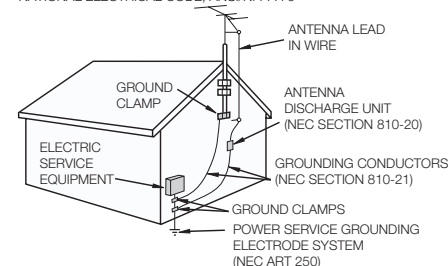 ANTENNA LEAD
IN WIRE
GROUND
CLAMP
ANTENNA
DISCHARGE UNIT
(NEC SECTION 810-20)
ELECTRIC
SERVICE
EQUIPMENT
GROUNDING CONDUCTORS
(NEC SECTION 810-21)
GROUND CLAMPS
POWER SERVICE GROUNDING
ELECTRODE SYSTEM
(NEC ART 250)